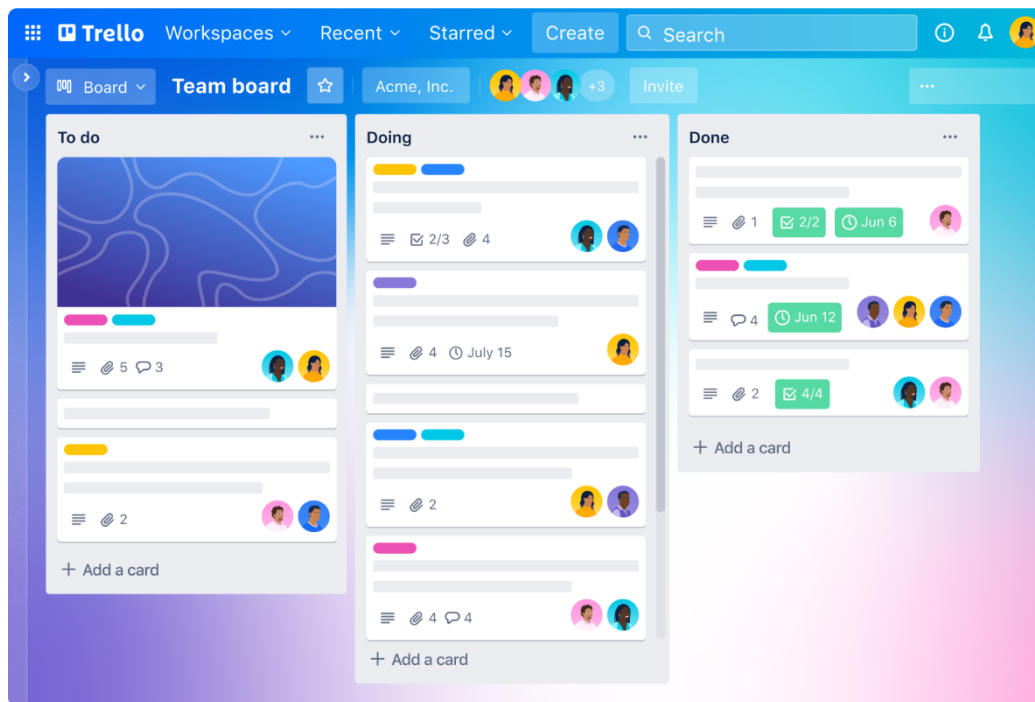 Trello Workspaces Recent Starred Create Search
Board Team board Acme, Inc. +3 Invite
To do
5 3
2
+ Add a card
Doing
2/3 4
4 July 15
2
4 4
+ Add a card
Done
1 2/2 Jun 6
4 Jun 12
2 4/4
+ Add a card